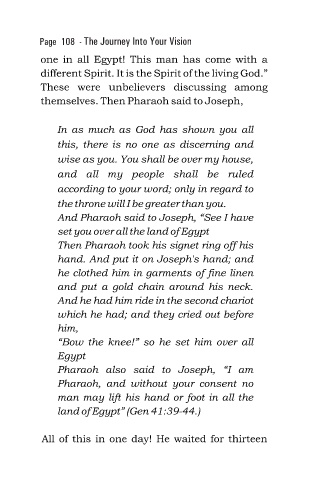 Page 108 - The Journey Into Your Vision
one in all Egypt! This man has come with a
different Spirit. It is the Spirit of the living God."
These were unbelievers discussing among
themselves. Then Pharaoh said to Joseph,
In as much as God has shown you all
this, there is no one as discerning and
wise as you. You shall be over my house,
and all my people shall be ruled
according to your word; only in regard to
the throne will I be greater than you.
And Pharaoh said to Joseph, "See I have
set you over all the land of Egypt
Then Pharaoh took his signet ring off his
hand. And put it on Joseph's hand; and
he clothed him in garments of fine linen
and put a gold chain around his neck.
And he had him ride in the second chariot
which he had; and they cried out before
him,
"Bow the knee!" so he set him over all
Egypt
Pharaoh also said to Joseph, "I am
Pharaoh, and without your consent no
man may lift his hand or foot in all the
land of Egypt" (Gen 41:39-44.)
All of this in one day! He waited for thirteen